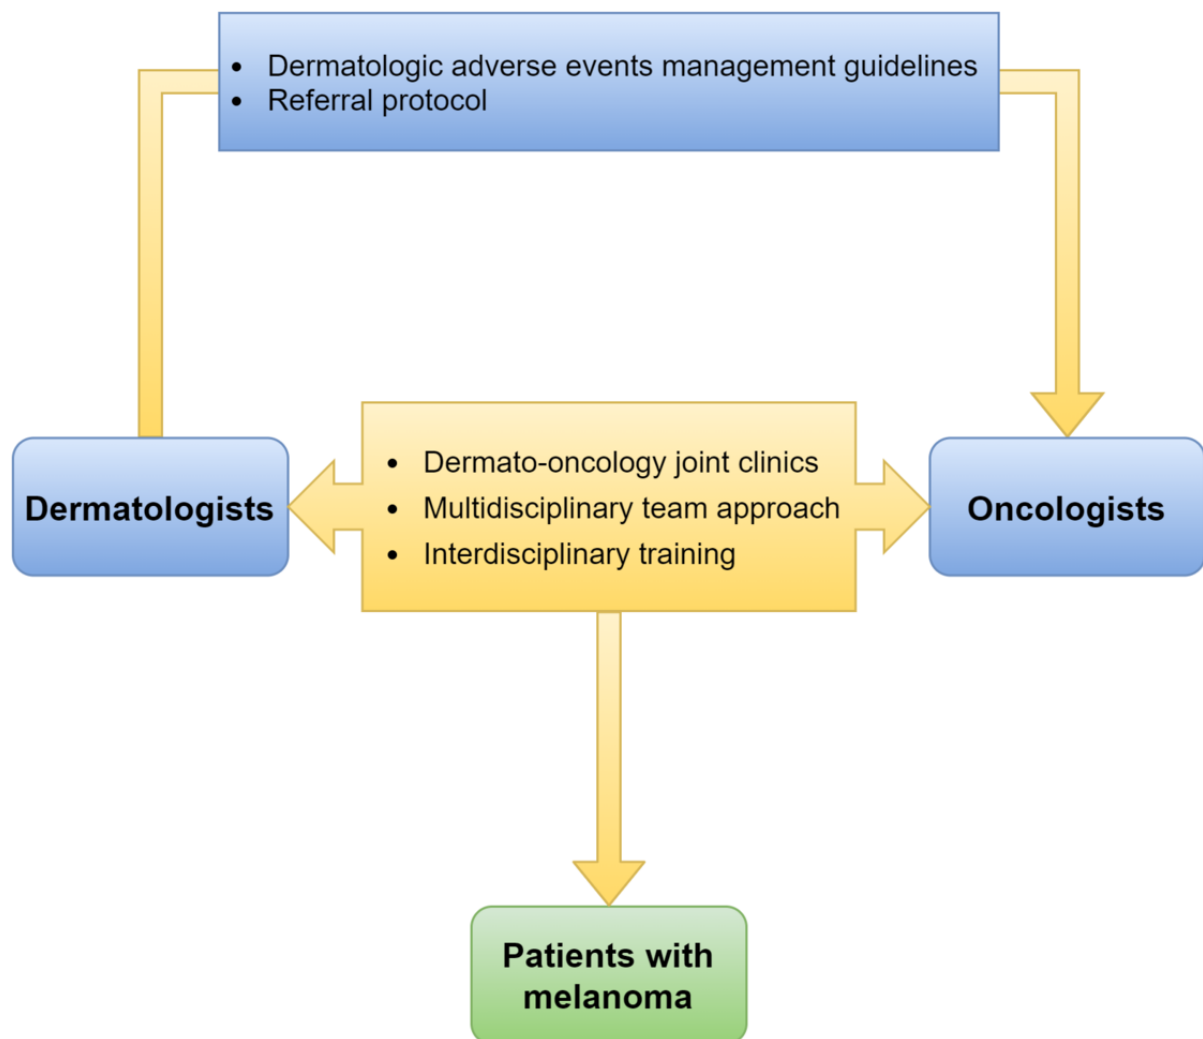 • Dermatologic adverse events management guidelines
• Referral protocol
Dermatologists
• Dermato-oncology joint clinics
• Multidisciplinary team approach
• Interdisciplinary training
Oncologists
Patients with
melanoma